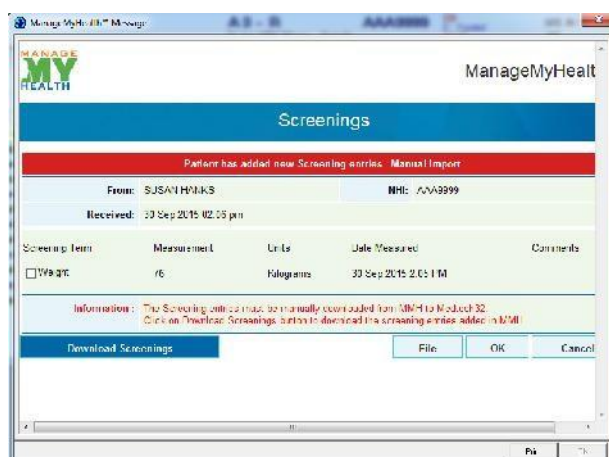 ManageMyHealth™ Message
MANAGE
MY
HEALTH
ManageMyHealt
Screenings
Patient has added new Screening entries Manual Import
From: SUSAN HANKS NHI: AAA9999
Received: 30 Sep 2015 02:06 pm
Screening Term Measurement Units Date Measured Comments
Weight 76 Kilograms 30 Sep 2015 2:05 PM
Information : The Screening entries must be manually downloaded from MMH to Medtech32.
Click on Download Screenings button to download the screening entries added in MMH
Download Screenings File OK Cancel